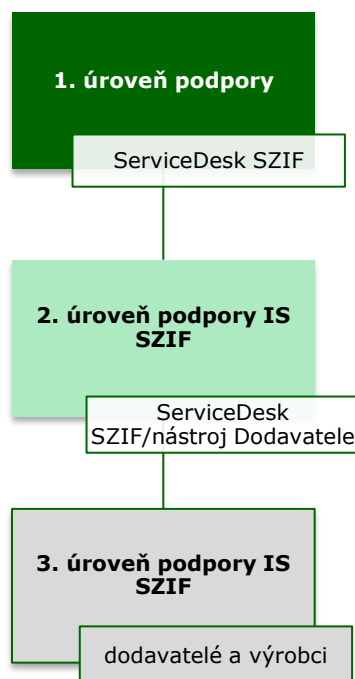 1. úroveň podpory
ServiceDesk SZIF
2. úroveň podpory IS
SZIF
ServiceDesk
SZIF/nástroj Dodavatele
3. úroveň podpory IS
SZIF
dodavatelé a výrobci